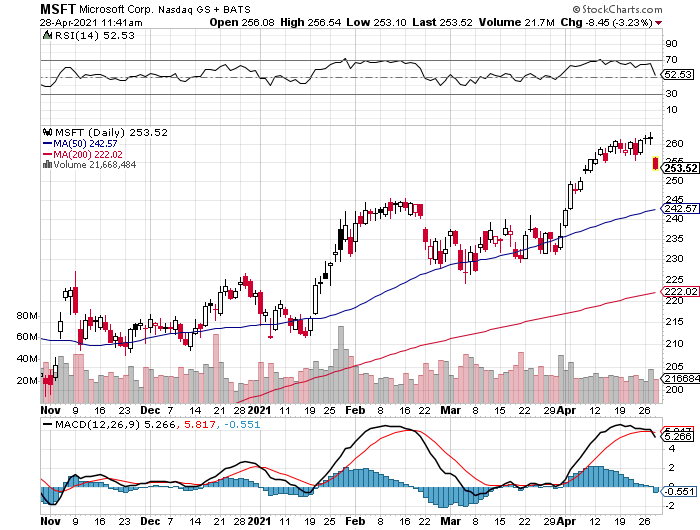 MSFT Microsoft Corp. Nasdaq GS + BATS © StockCharts.com
28-Apr-2021 11:41am Open 256.08 High 256.54 Low 253.10 Last 253.52 Volume 21.7M Chg -8.45 (-3.23%)
RSI(14) 52.53
90
70
52.53
30
10
MSFT (Daily) 253.52
MA(50) 242.57
MA(200) 222.02
Volume 21,668,484
260
255
253.52
250
245
242.57
240
235
230
225
222.02
220
215
210
205
200
80M
60M
40M
20M
216684
Nov 9 16 23 Dec 7 14 21 28 2021 11 19 25 Feb 8 16 22 Mar 8 15 22 29 Apr 12 19 26
MACD(12,26,9) 5.266, 5.817, -0.551
5.266
4
2
-0.551
-2
Nov 9 16 23 Dec 7 14 21 28 2021 11 19 25 Feb 8 16 22 Mar 8 15 22 29 Apr 12 19 26